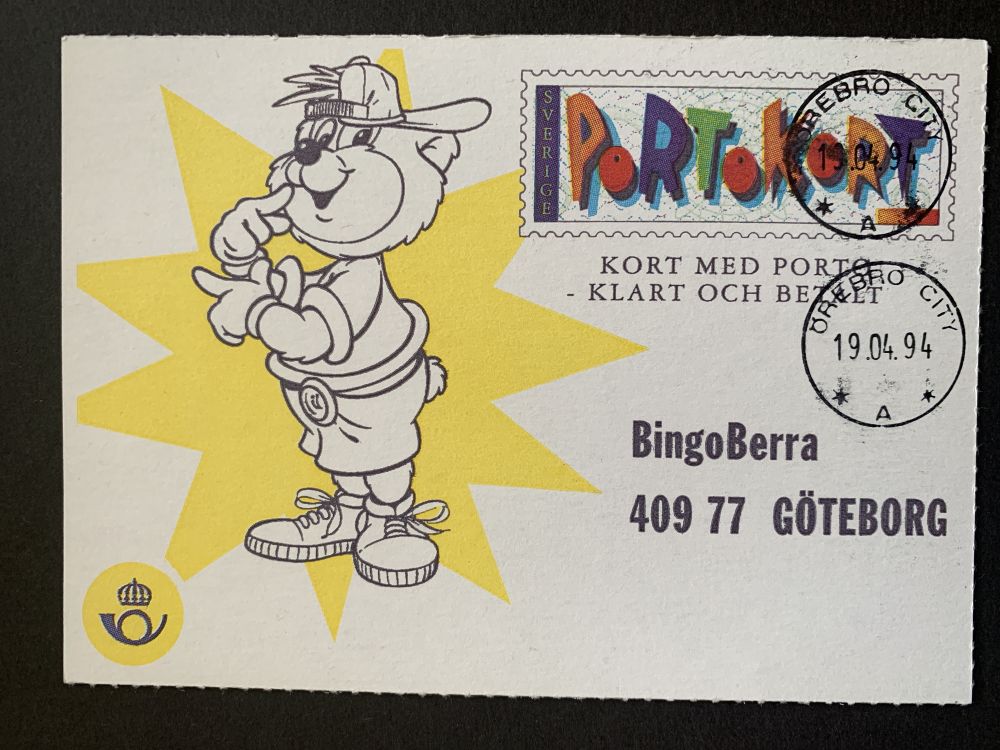 SVERIGE
PORTOKORT
ÖREBRO CITY
19.04.94
* A *
KORT MED PORTO
- KLART OCH BETALT
ÖREBRO CITY
19.04.94
* A *
BingoBerra
409 77 GÖTEBORG